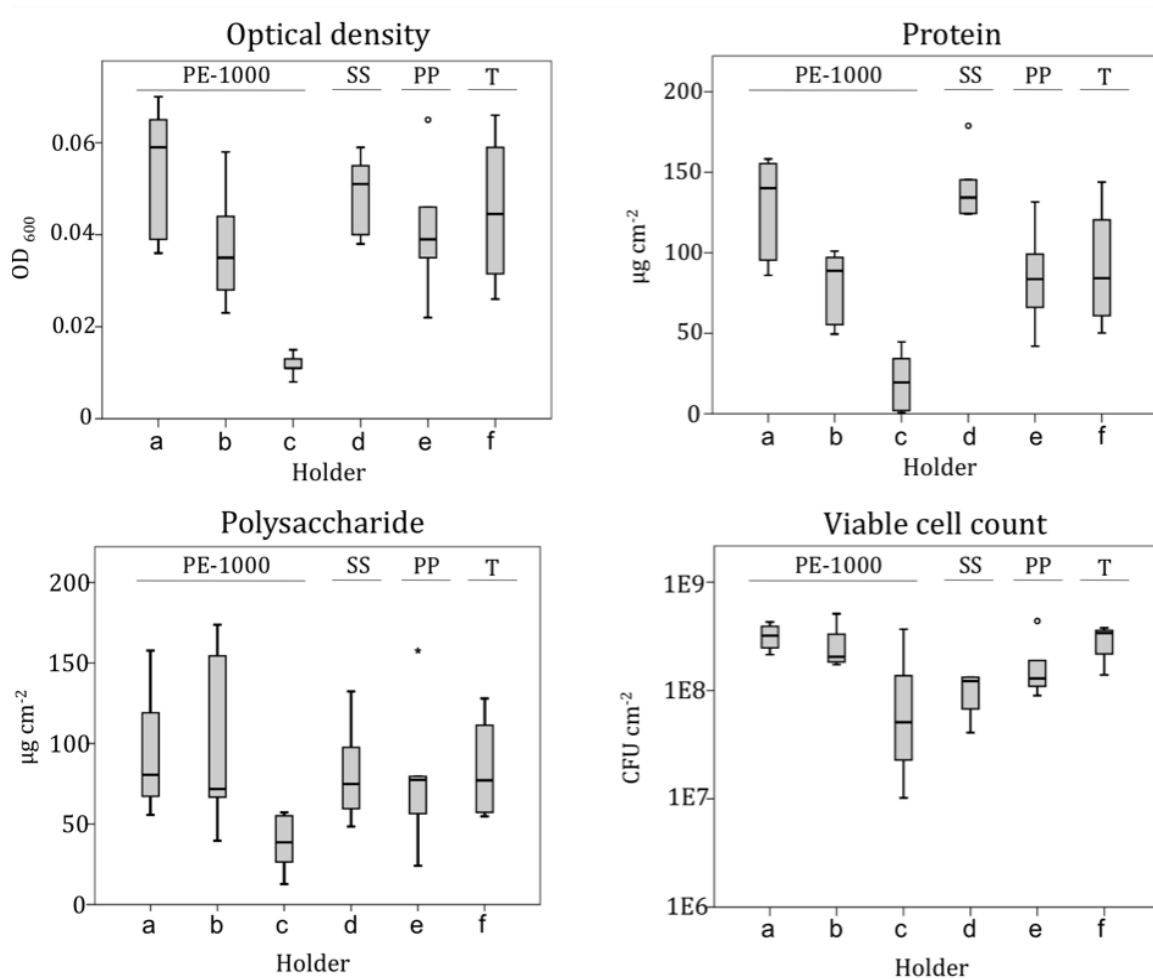 Optical density
PE-1000 SS PP T
0.06
0.04
0.02
0
OD 600
a b c d e f
Holder
Protein
PE-1000 SS PP T
200
150
100
50
0
µg cm-2
a b c d e f
Holder
Polysaccharide
PE-1000 SS PP T
200
150
100
50
0
µg cm-2
a b c d e f
Holder
Viable cell count
PE-1000 SS PP T
1E9
1E8
1E7
1E6
CFU cm-2
a b c d e f
Holder